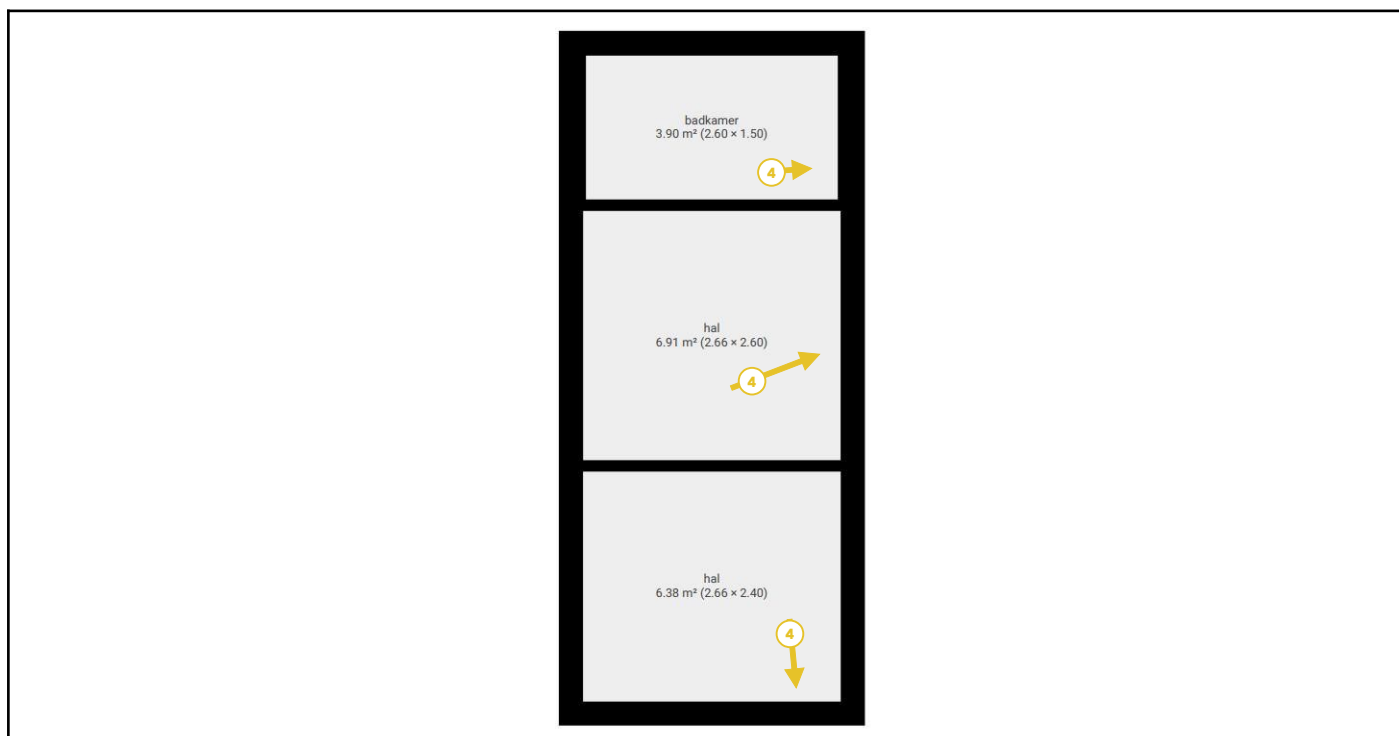 badkamer
3.90 m² (2.60 × 1.50)
4
hal
6.91 m² (2.66 × 2.60)
4
hal
6.38 m² (2.66 × 2.40)
4